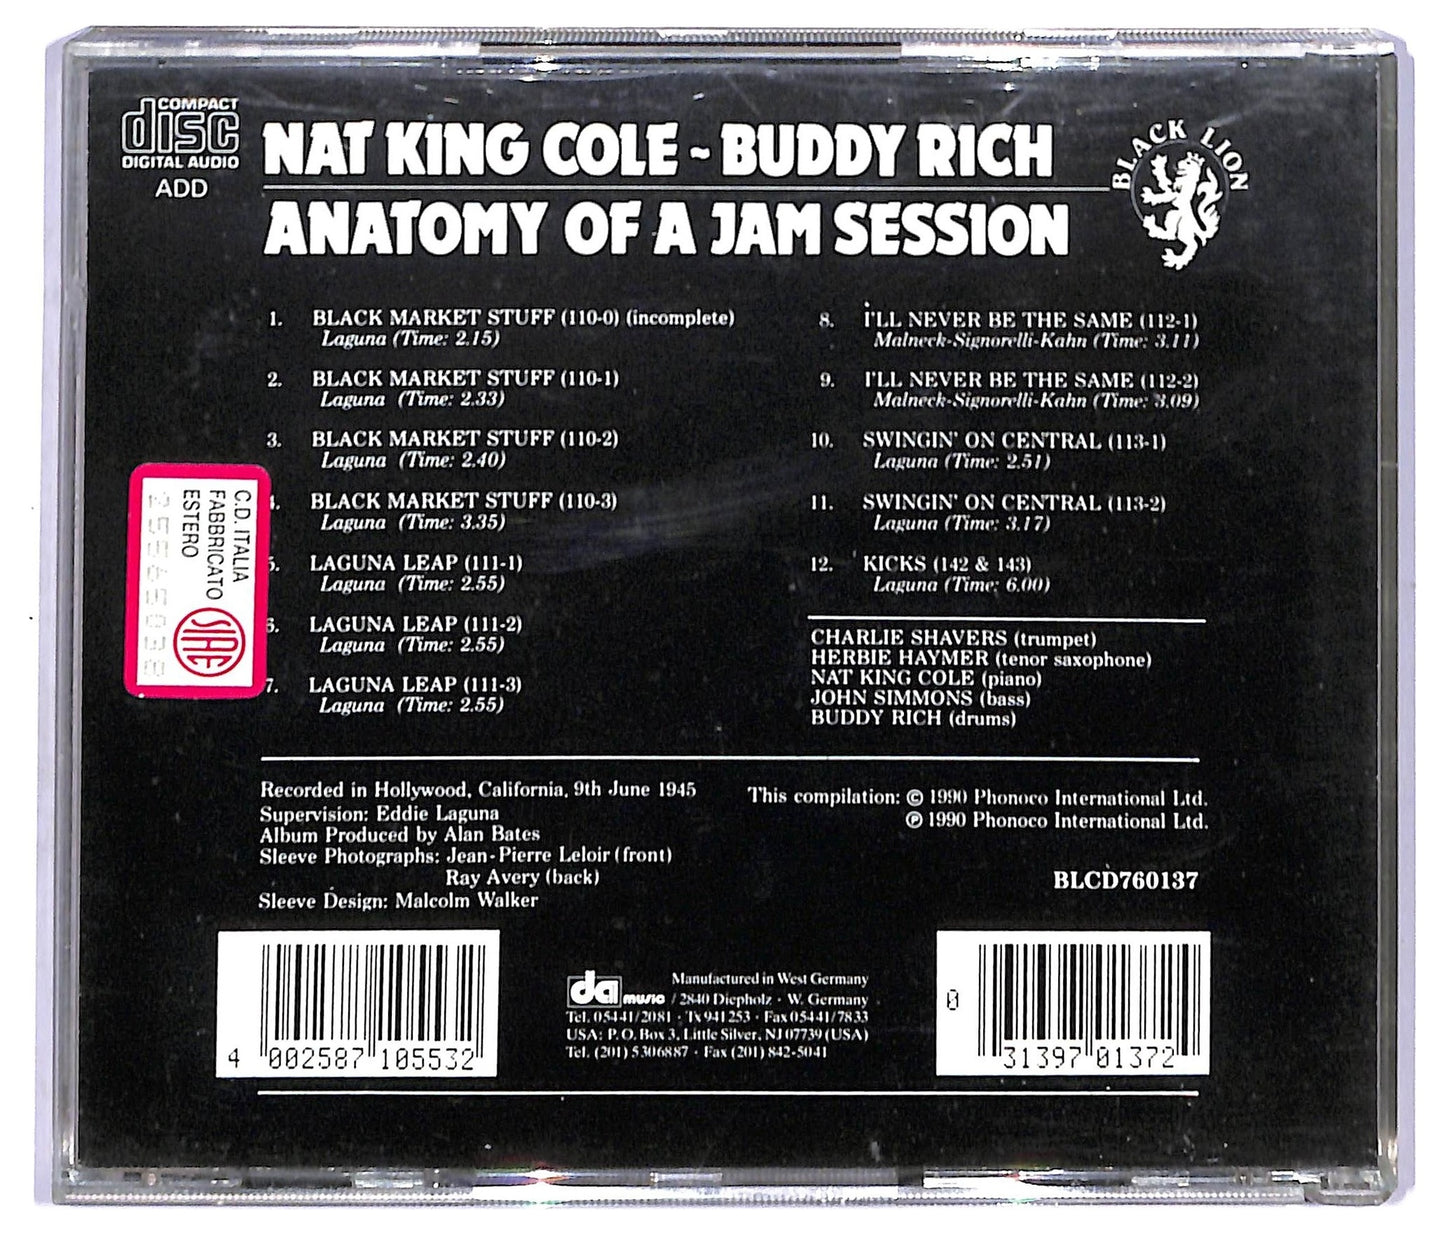 COMPACT
disc
DIGITAL AUDIO
ADD
NAT KING COLE ~ BUDDY RICH
ANATOMY OF A JAM SESSION
BLACK LION
1. BLACK MARKET STUFF (110-0) (incomplete)
Laguna (Time: 2.15)
2. BLACK MARKET STUFF (110-1)
Laguna (Time: 2.33)
3. BLACK MARKET STUFF (110-2)
Laguna (Time: 2.40)
4. BLACK MARKET STUFF (110-3)
Laguna (Time: 3.35)
5. LAGUNA LEAP (111-1)
Laguna (Time: 2.55)
6. LAGUNA LEAP (111-2)
Laguna (Time: 2.55)
7. LAGUNA LEAP (111-3)
Laguna (Time: 2.55)
8. I'LL NEVER BE THE SAME (112-1)
Malneck-Signorelli-Kahn (Time: 3.11)
9. I'LL NEVER BE THE SAME (112-2)
Malneck-Signorelli-Kahn (Time: 3.09)
10. SWINGIN' ON CENTRAL (113-1)
Laguna (Time: 2.51)
11. SWINGIN' ON CENTRAL (113-2)
Laguna (Time: 3.17)
12. KICKS (142 & 143)
Laguna (Time: 6.00)
CHARLIE SHAVERS (trumpet)
HERBIE HAYMER (tenor saxophone)
NAT KING COLE (piano)
JOHN SIMMONS (bass)
BUDDY RICH (drums)
C.D. ITALIA
FABBRICATO
ESTERO
SIAE
Recorded in Hollywood, California, 9th June 1945
Supervision: Eddie Laguna
Album Produced by Alan Bates
Sleeve Photographs: Jean-Pierre Leloir (front)
Ray Avery (back)
Sleeve Design: Malcolm Walker
This compilation: © 1990 Phonoco International Ltd.
℗ 1990 Phonoco International Ltd.
BLCD760137
4 002587 105532
da music
Manufactured in West Germany
/ 2840 Diepholz · W. Germany
Tel. 05441/2081 · Tx 941253 · Fax 05441/7833
USA: P.O. Box 3, Little Silver, NJ 07739 (USA)
Tel. (201) 5306887 · Fax (201) 842-5041
0 31397 01372